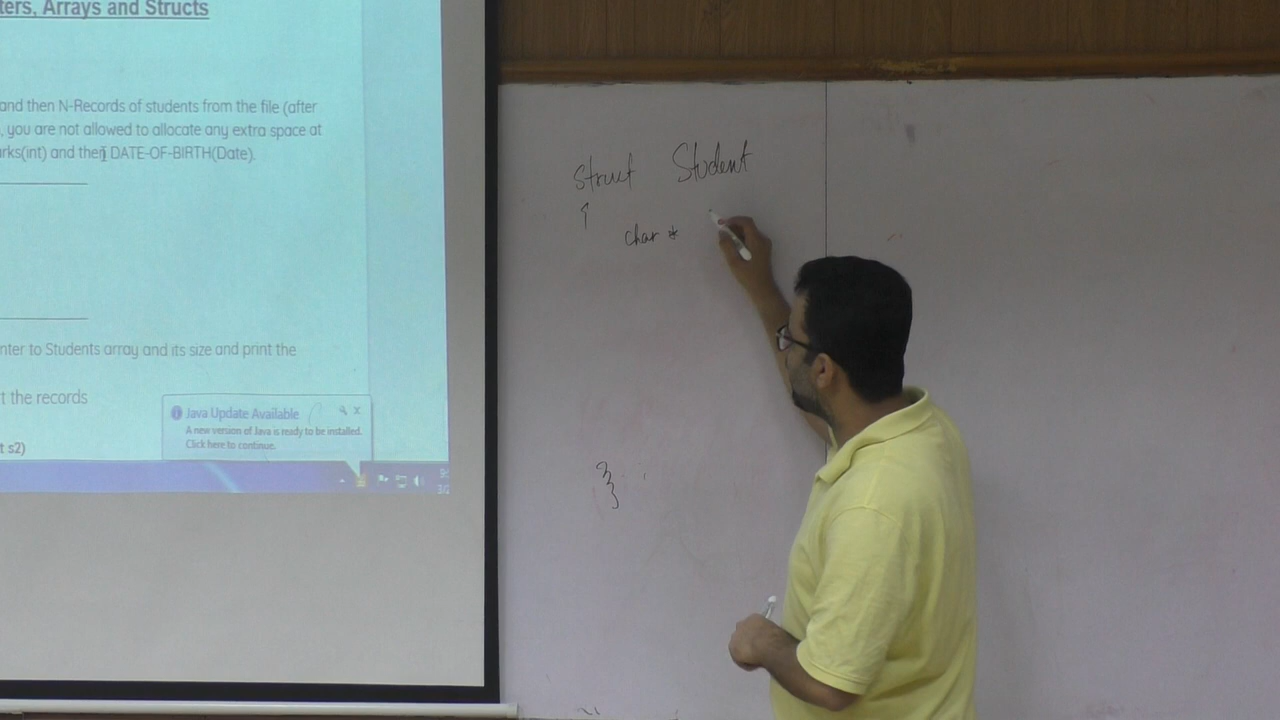 ters, Arrays and Structs
and then N-Records of students from the file (after
, you are not allowed to allocate any extra space at
rks(int) and then DATE-OF-BIRTH(Date).
nter to Students array and its size and print the
t the records
t s2)
Java Update Available
A new version of Java is ready to be installed.
Click here to continue.
struct Student
{
char *
}